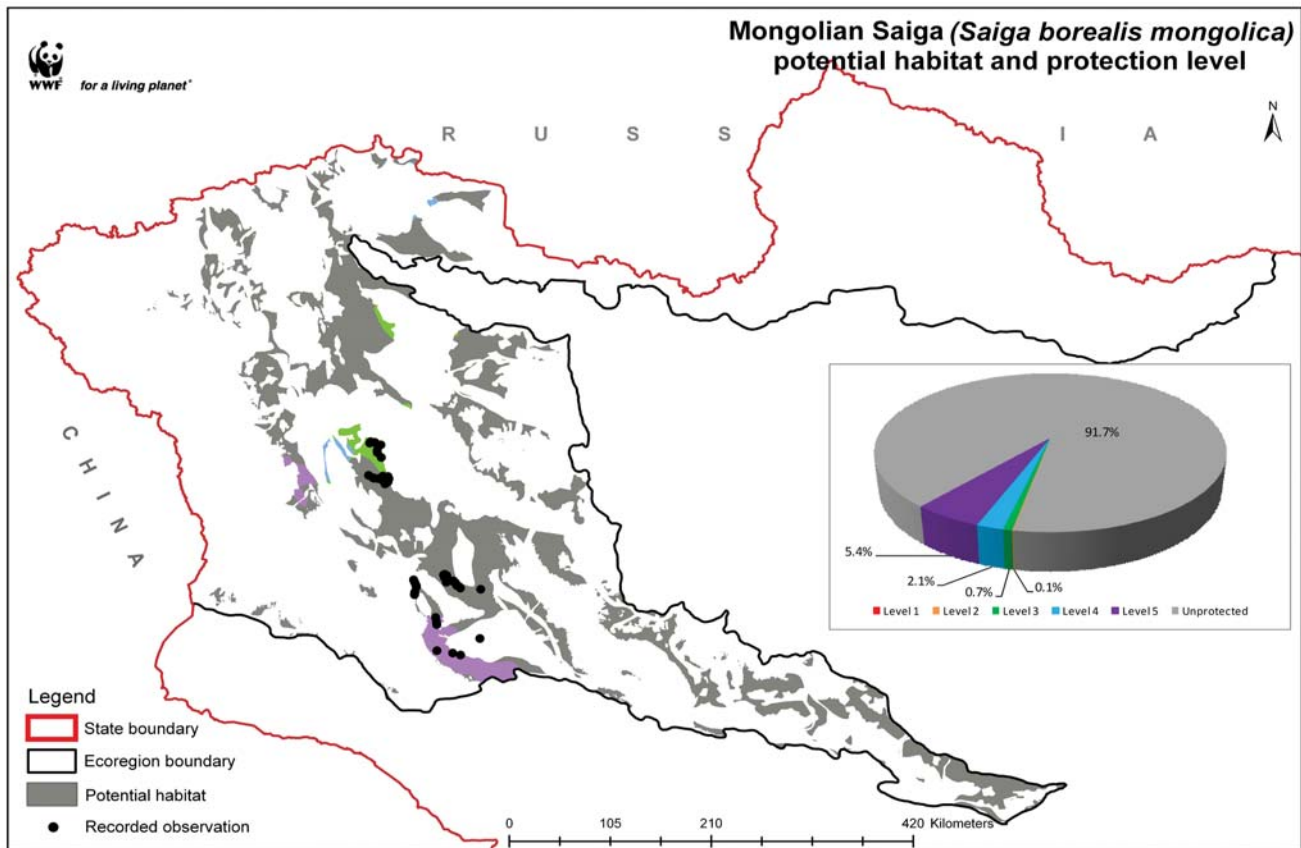 Mongolian Saiga (Saiga borealis mongolica)
potential habitat and protection level
WWF
for a living planet®
N
R U S S I A
C H I N A
91.7%
5.4%
2.1%
0.7%
0.1%
Level 1 Level 2 Level 3 Level 4 Level 5 Unprotected
Legend
State boundary
Ecoregion boundary
Potential habitat
Recorded observation
0 105 210 420 Kilometers